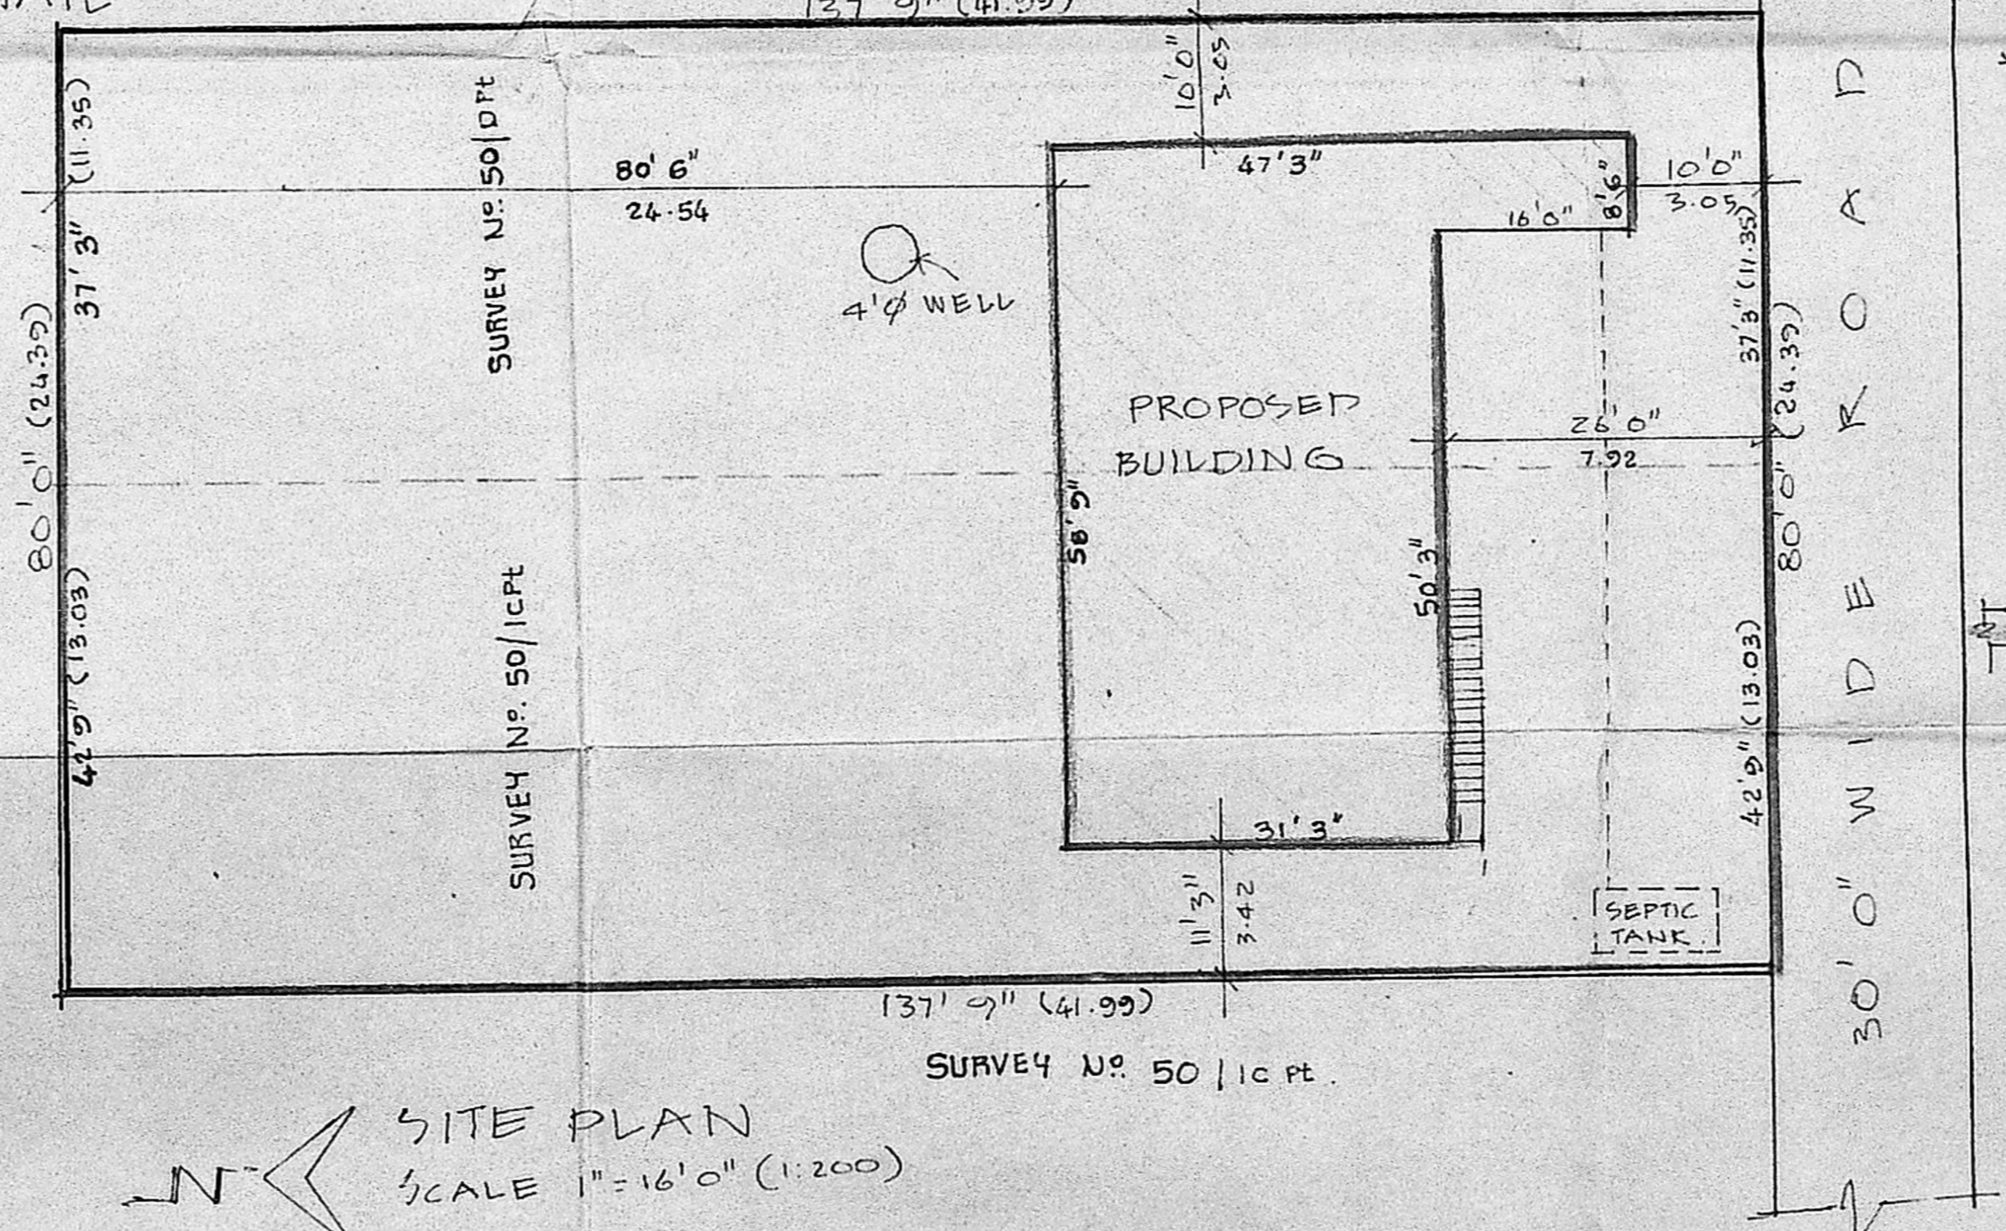 137' 9" (41.99)
10'0"
3.05
37'3" (11.35)
SURVEY Nº. 50/D Pt
80' 6"
24.54
47'3"
8'6"
16'0"
10'0"
3.05
4'Ø WELL
80'0" (24.39)
37'3" (11.35)
80'0" (24.39)
PROPOSED
BUILDING
26'0"
7.92
58'9"
50'3"
42'9" (13.03)
SURVEY Nº. 50/1C Pt
42'9" (13.03)
31'3"
11'3"
3.42
SEPTIC
TANK
30'0" WIDE ROAD
137' 9" (41.99)
SURVEY Nº. 50/1C Pt.
N
SITE PLAN
SCALE 1"=16'0" (1:200)